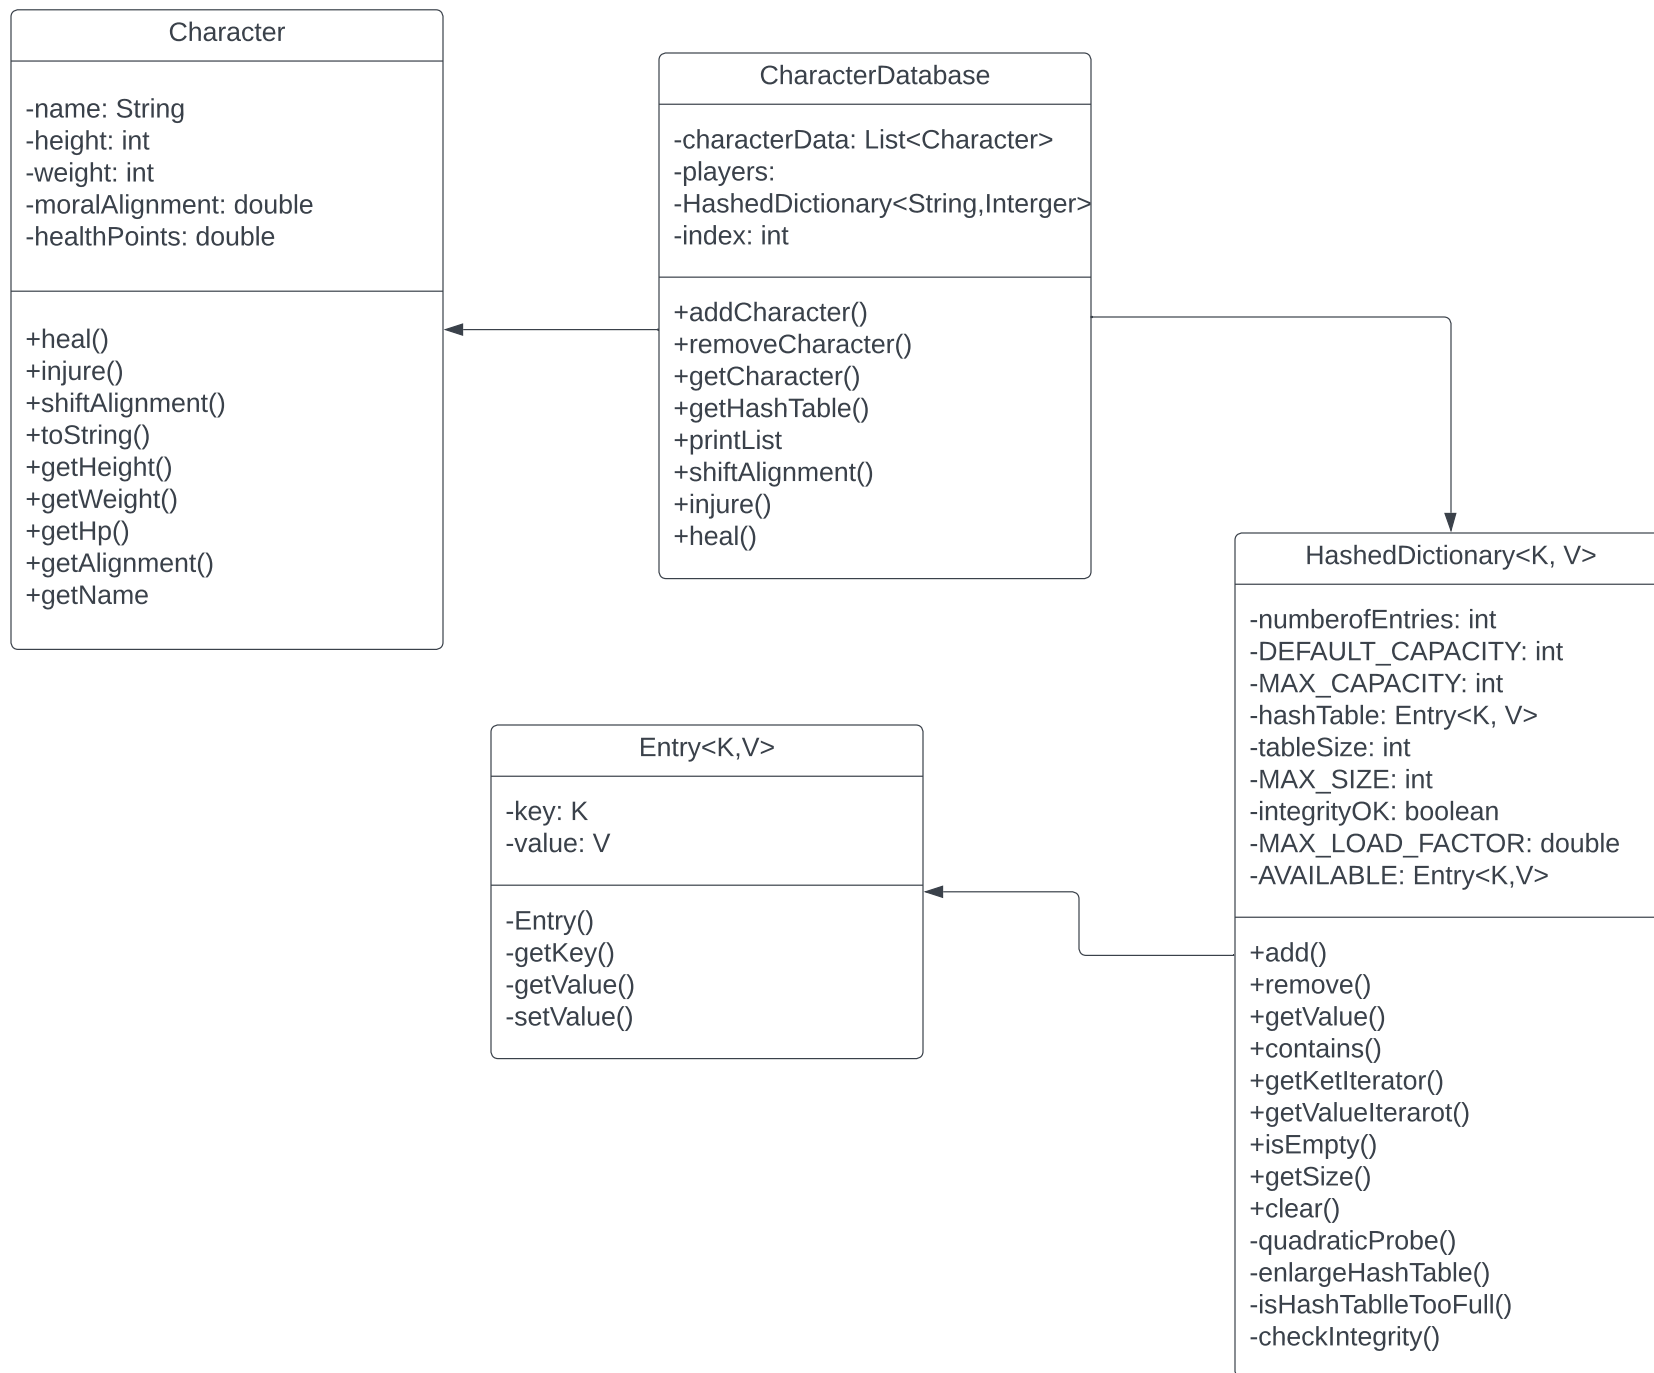 Character
-name: String
-height: int
-weight: int
-moralAlignment: double
-healthPoints: double
+heal()
+injure()
+shiftAlignment()
+toString()
+getHeight()
+getWeight()
+getHp()
+getAlignment()
+getName
CharacterDatabase
-characterData: List<Character>
-players:
-HashedDictionary<String,Interger>
-index: int
+addCharacter()
+removeCharacter()
+getCharacter()
+getHashTable()
+printList
+shiftAlignment()
+injure()
+heal()
Entry<K,V>
-key: K
-value: V
-Entry()
-getKey()
-getValue()
-setValue()
HashedDictionary<K, V>
-numberofEntries: int
-DEFAULT_CAPACITY: int
-MAX_CAPACITY: int
-hashTable: Entry<K, V>
-tableSize: int
-MAX_SIZE: int
-integrityOK: boolean
-MAX_LOAD_FACTOR: double
-AVAILABLE: Entry<K,V>
+add()
+remove()
+getValue()
+contains()
+getKetIterator()
+getValueIterarot()
+isEmpty()
+getSize()
+clear()
-quadraticProbe()
-enlargeHashTable()
-isHashTablleTooFull()
-checkIntegrity()